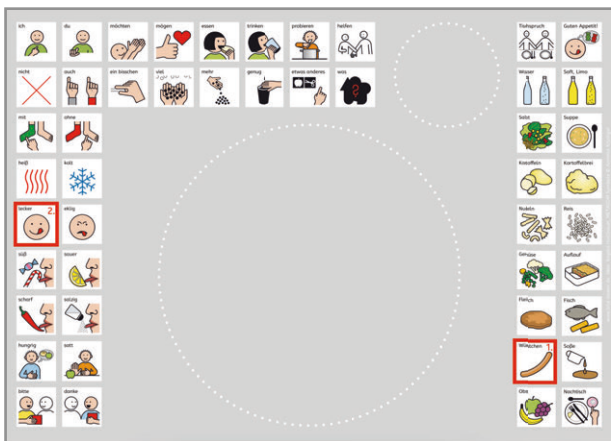 ich du möchten mögen essen trinken probieren helfen Tischspruch Guten Appetit!
nicht auch ein bisschen viel mehr genug etwas anderes was Wasser Saft, Limo
mit ohne Salat Suppe
heiß kalt Kartoffeln Kartoffelbrei
lecker 2. eklig Nudeln Reis
süß sauer Gemüse Auflauf
scharf salzig Fleisch Fisch
hungrig satt Würstchen 1. Soße
bitte danke Obst Nachtisch